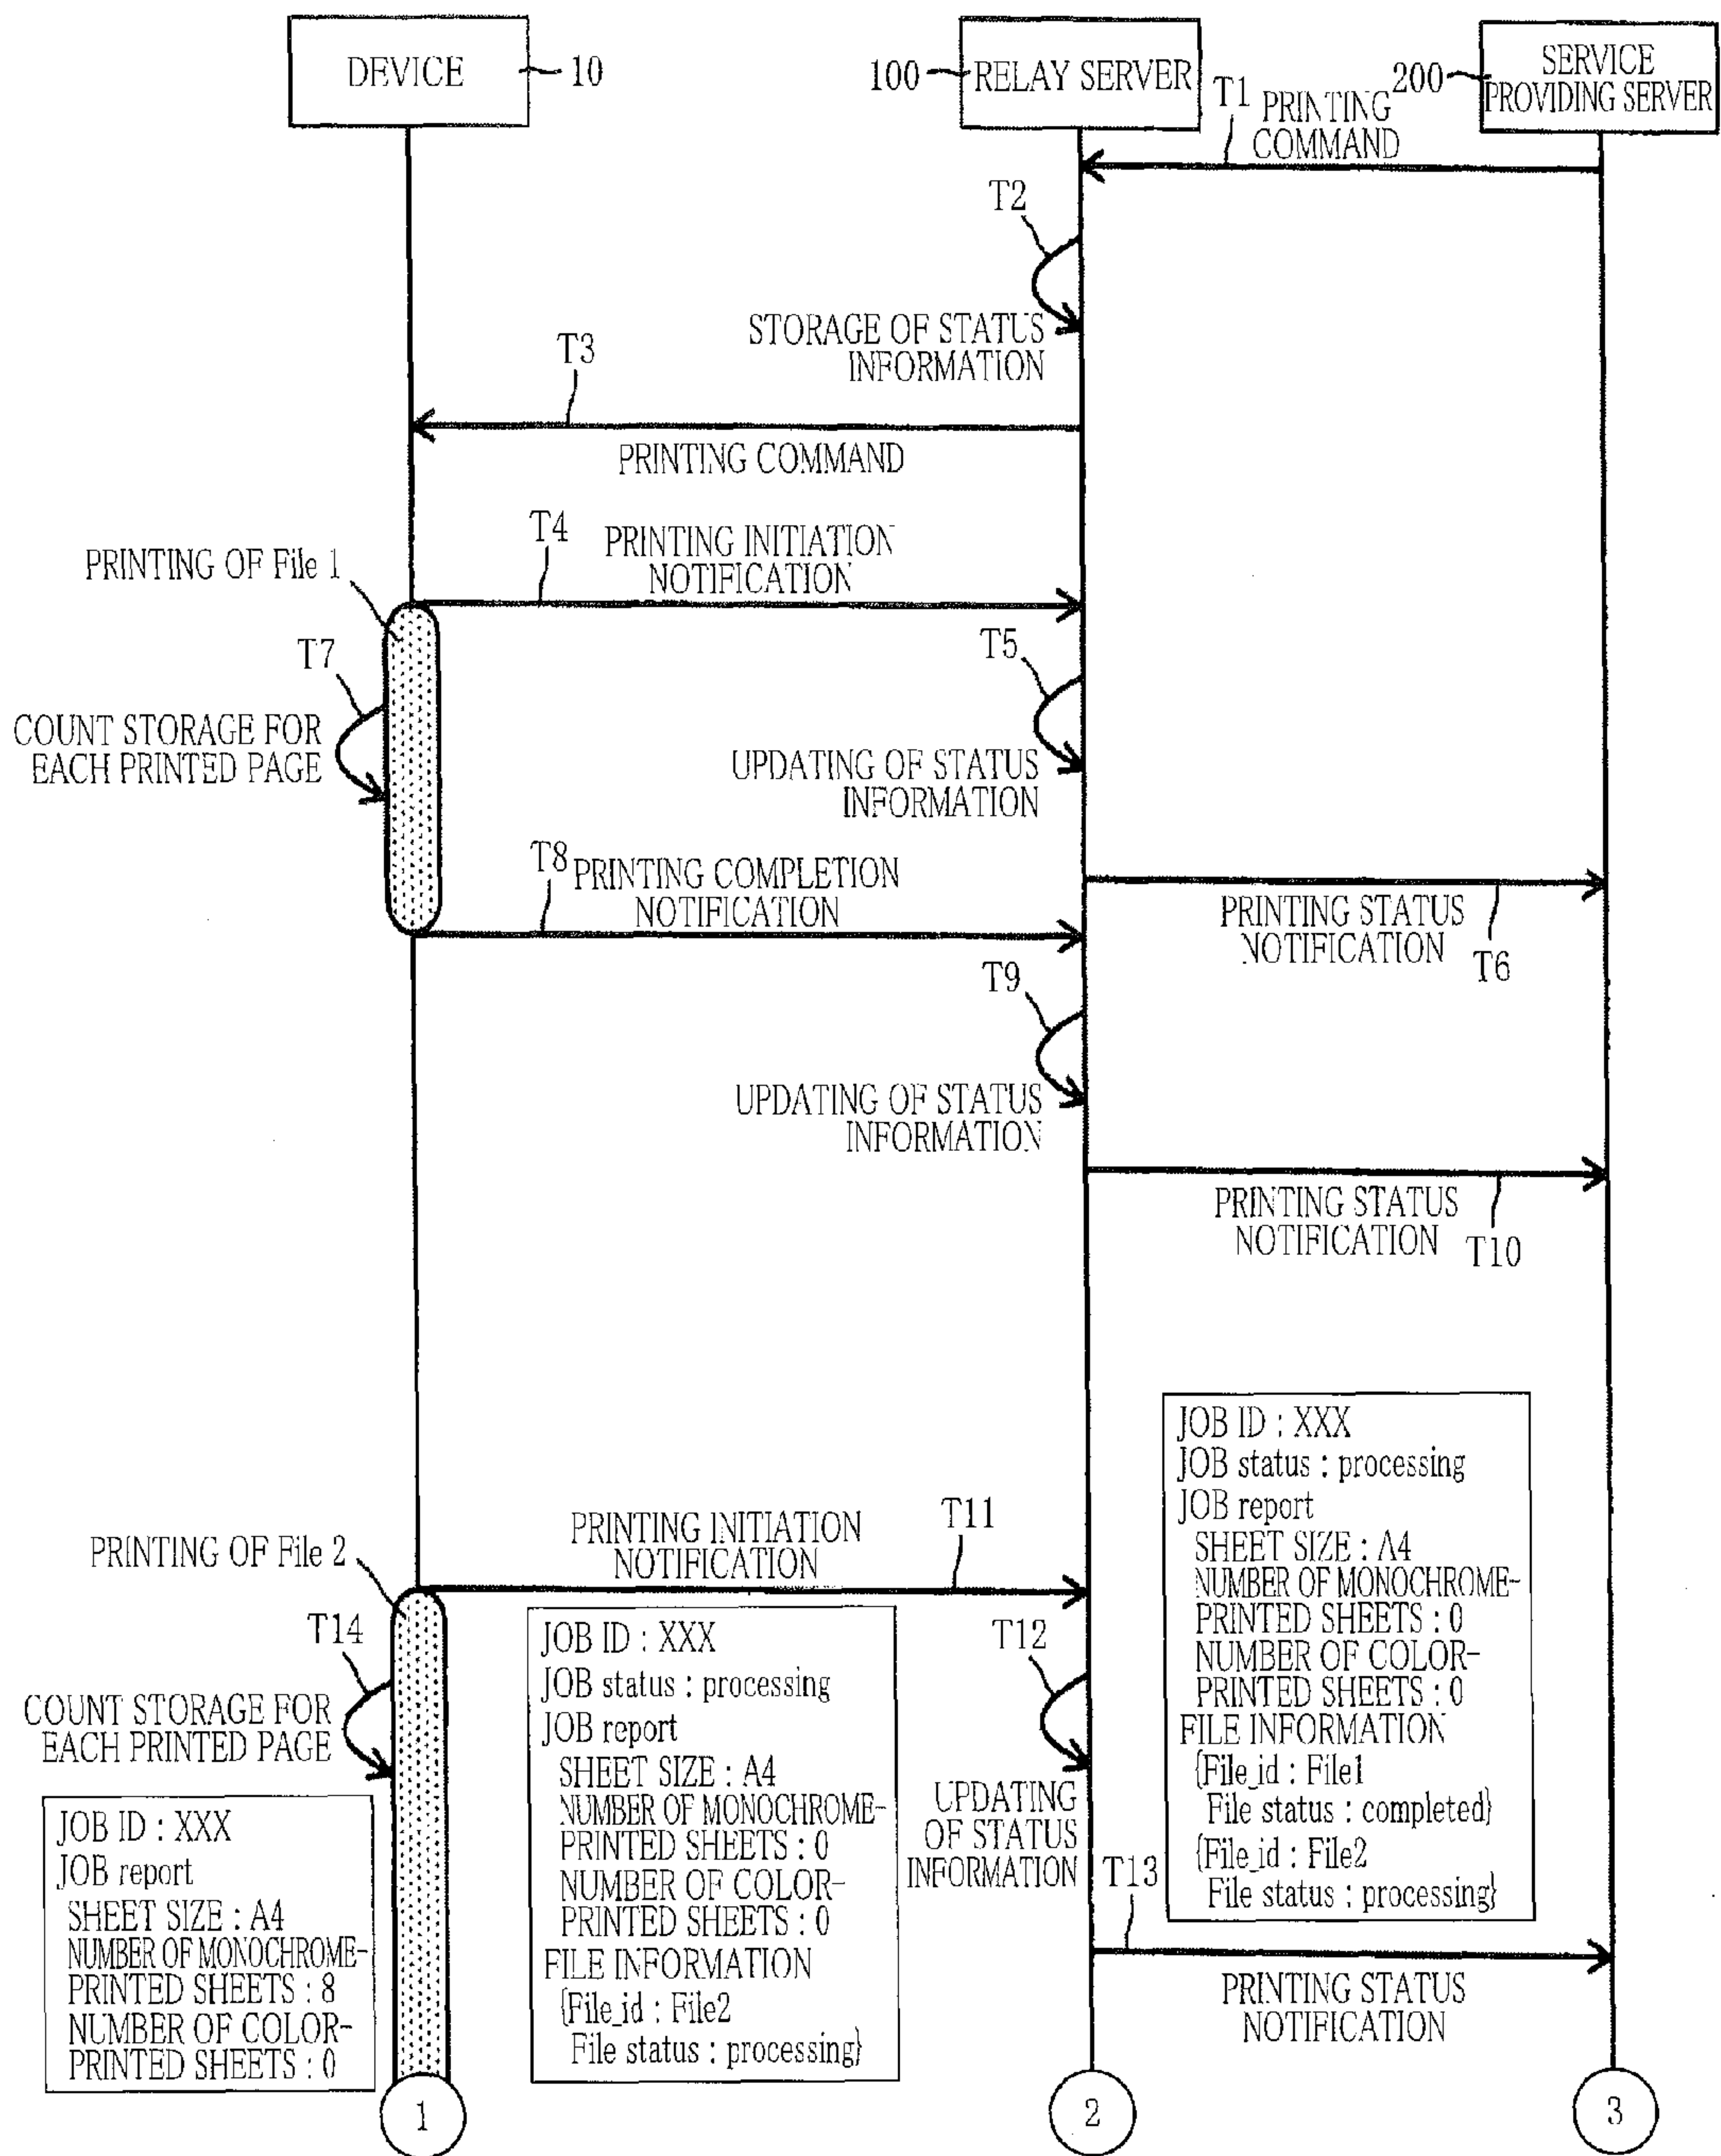 DEVICE
10
100
RELAY SERVER
200
SERVICE
PROVIDING SERVER
T1
PRINTING
COMMAND
T2
STORAGE OF STATUS
INFORMATION
T3
PRINTING COMMAND
T4
PRINTING INITIATION
NOTIFICATION
PRINTING OF File 1
T7
COUNT STORAGE FOR
EACH PRINTED PAGE
T5
UPDATING OF STATUS
INFORMATION
T8
PRINTING COMPLETION
NOTIFICATION
PRINTING STATUS
NOTIFICATION
T6
T9
UPDATING OF STATUS
INFORMATION
PRINTING STATUS
NOTIFICATION
T10
PRINTING INITIATION
NOTIFICATION
T11
PRINTING OF File 2
T14
COUNT STORAGE FOR
EACH PRINTED PAGE
JOB ID : XXX
JOB report
SHEET SIZE : A4
NUMBER OF MONOCHROME-
PRINTED SHEETS : 8
NUMBER OF COLOR-
PRINTED SHEETS : 0
JOB ID : XXX
JOB status : processing
JOB report
SHEET SIZE : A4
NUMBER OF MONOCHROME-
PRINTED SHEETS : 0
NUMBER OF COLOR-
PRINTED SHEETS : 0
FILE INFORMATION
{File_id : File2
File status : processing}
T12
UPDATING
OF STATUS
INFORMATION
JOB ID : XXX
JOB status : processing
JOB report
SHEET SIZE : A4
NUMBER OF MONOCHROME-
PRINTED SHEETS : 0
NUMBER OF COLOR-
PRINTED SHEETS : 0
FILE INFORMATION
{File_id : File1
File status : completed}
{File_id : File2
File status : processing}
T13
PRINTING STATUS
NOTIFICATION
1
2
3